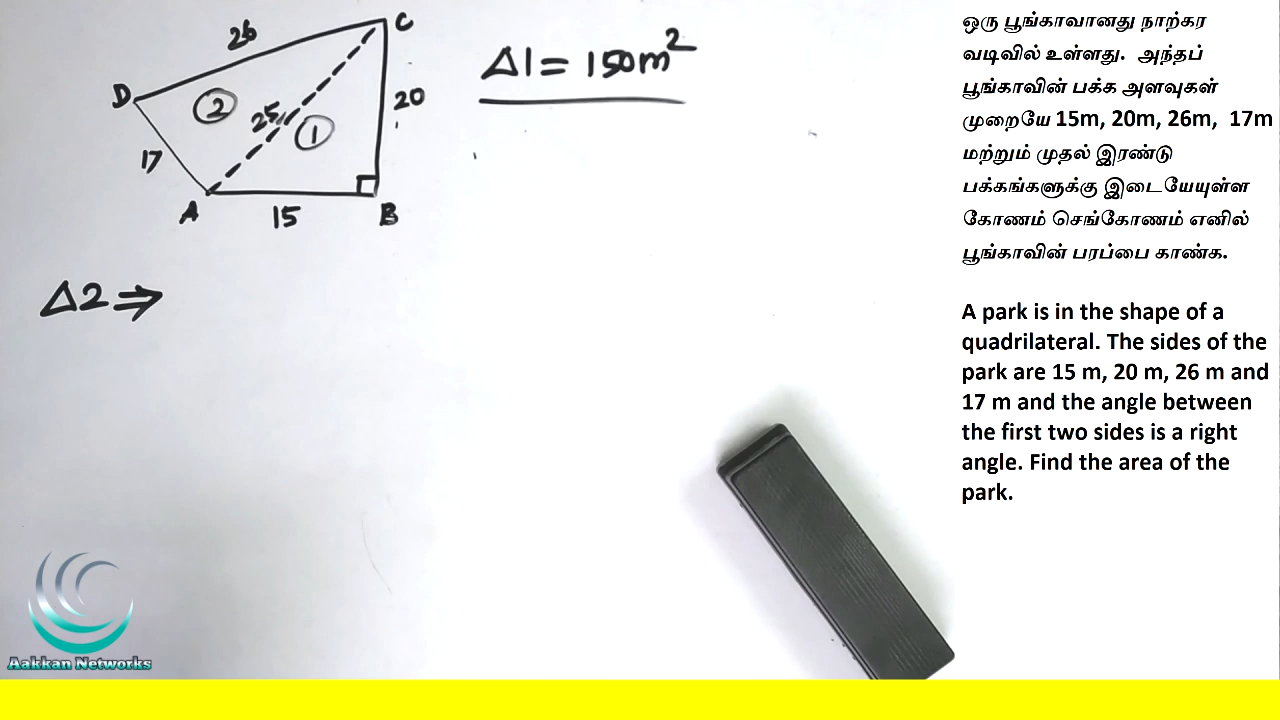 26
C
Δ1 = 150m²
D
2
25
1
20
17
A
15
B
Δ2 ⇒
ஒரு பூங்காவானது நாற்கர
வடிவில் உள்ளது. அந்தப்
பூங்காவின் பக்க அளவுகள்
முறையே 15m, 20m, 26m, 17m
மற்றும் முதல் இரண்டு
பக்கங்களுக்கு இடையேயுள்ள
கோணம் செங்கோணம் எனில்
பூங்காவின் பரப்பை காண்க.
A park is in the shape of a
quadrilateral. The sides of the
park are 15 m, 20 m, 26 m and
17 m and the angle between
the first two sides is a right
angle. Find the area of the
park.
Aakkan Networks